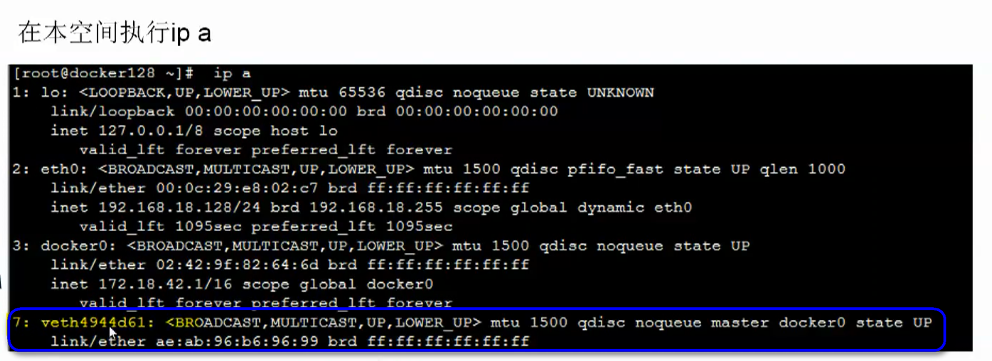 在本空间执行ip a
[root@docker128 ~]# ip a
1: lo: <LOOPBACK,UP,LOWER_UP> mtu 65536 qdisc noqueue state UNKNOWN
link/loopback 00:00:00:00:00:00 brd 00:00:00:00:00:00
inet 127.0.0.1/8 scope host lo
valid_lft forever preferred_lft forever
2: eth0: <BROADCAST,MULTICAST,UP,LOWER_UP> mtu 1500 qdisc pfifo_fast state UP qlen 1000
link/ether 00:0c:29:e8:02:c7 brd ff:ff:ff:ff:ff:ff
inet 192.168.18.128/24 brd 192.168.18.255 scope global dynamic eth0
valid_lft 1095sec preferred_lft 1095sec
3: docker0: <BROADCAST,MULTICAST,UP,LOWER_UP> mtu 1500 qdisc noqueue state UP
link/ether 02:42:9f:82:64:6d brd ff:ff:ff:ff:ff:ff
inet 172.18.42.1/16 scope global docker0
valid_lft forever preferred_lft forever
7: veth4944d61: <BROADCAST,MULTICAST,UP,LOWER_UP> mtu 1500 qdisc noqueue master docker0 state UP
link/ether ae:ab:96:b6:96:99 brd ff:ff:ff:ff:ff:ff